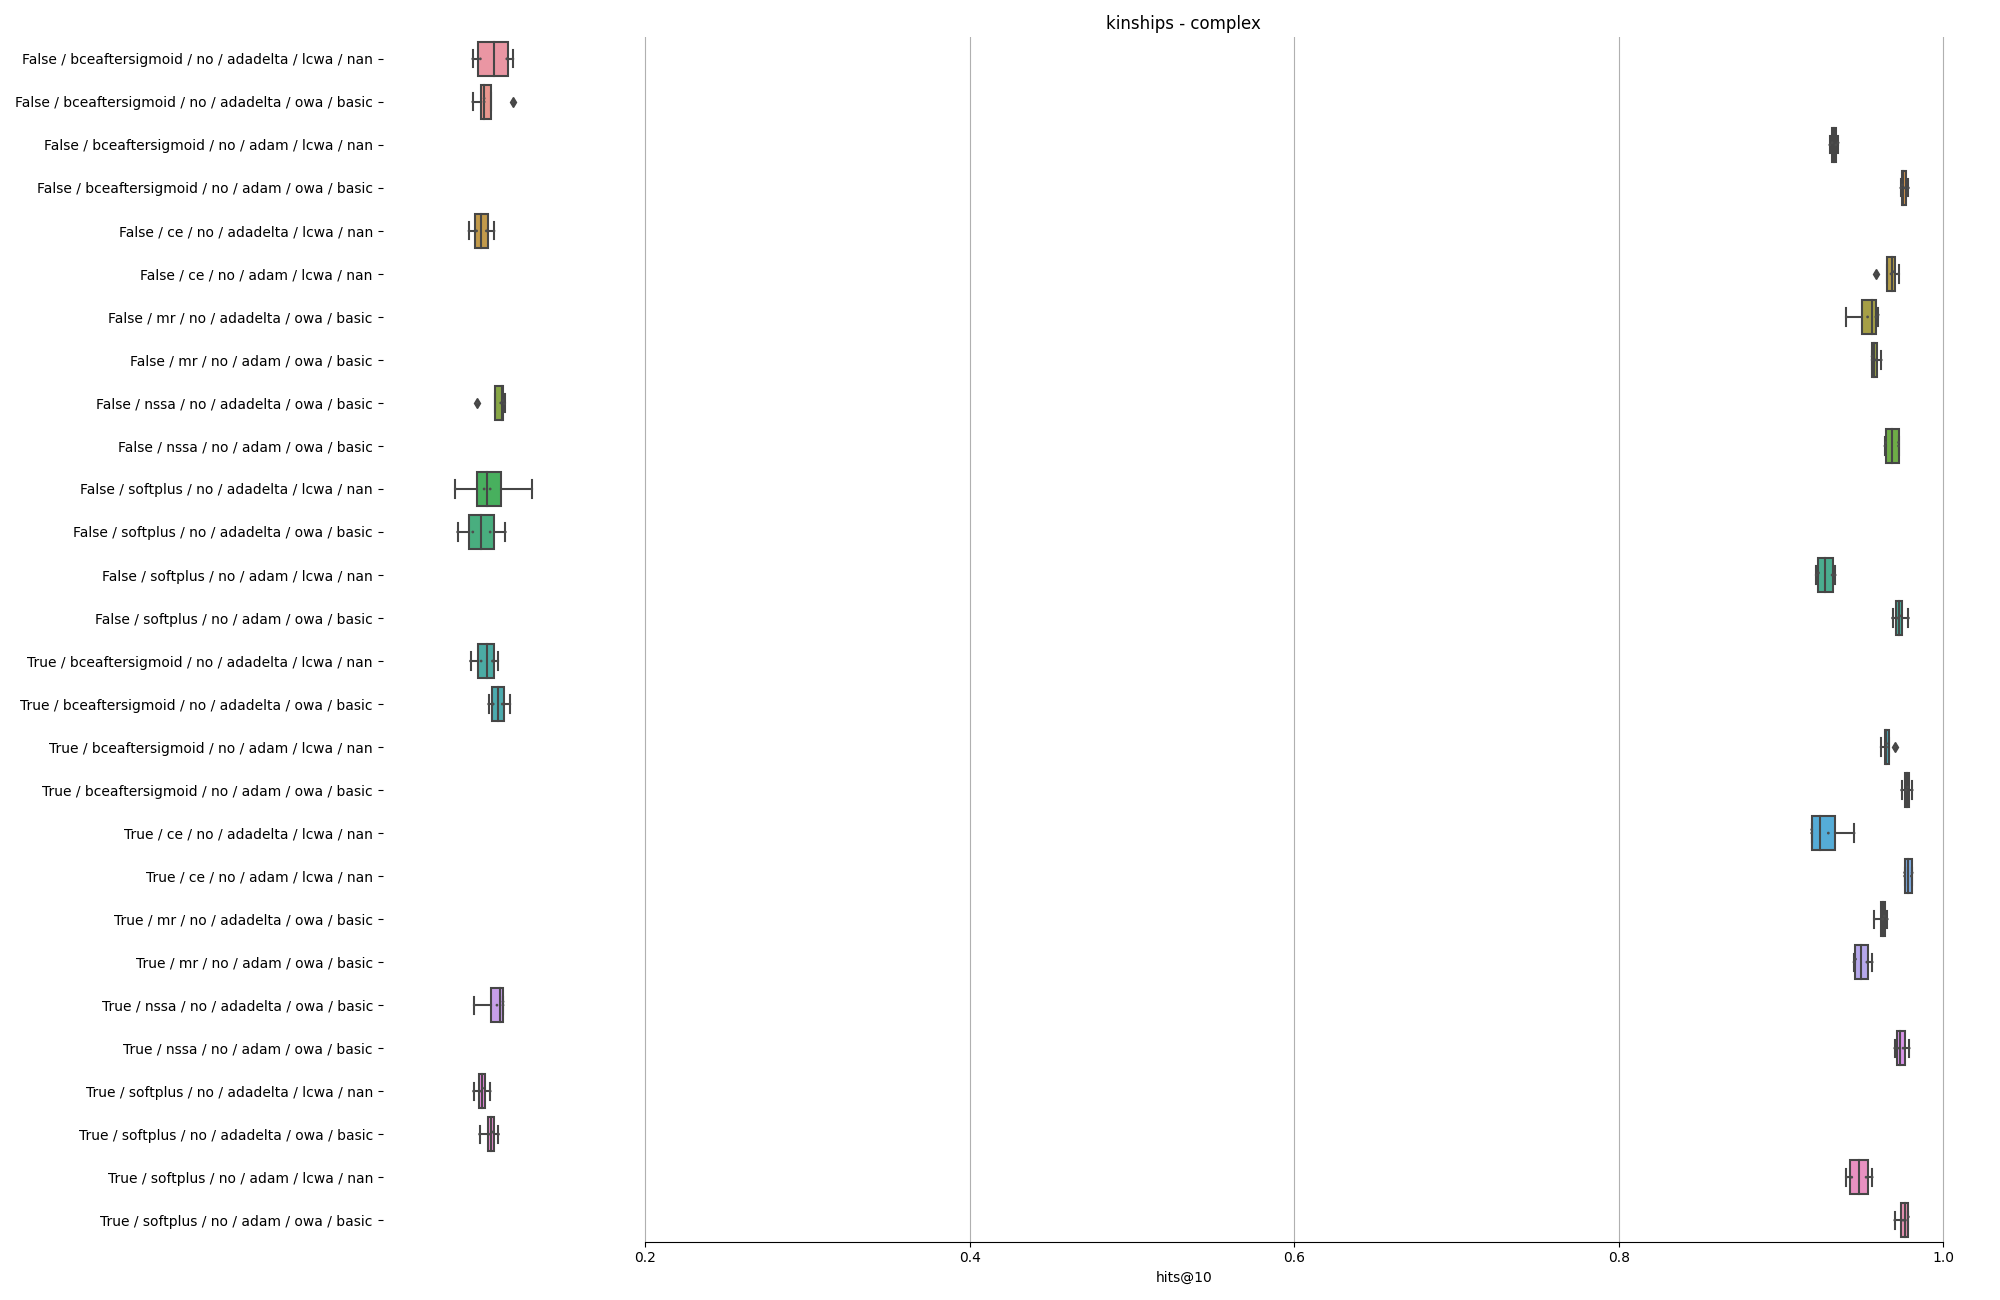 kinships - complex
False / bceaftersigmoid / no / adadelta / lcwa / nan
False / bceaftersigmoid / no / adadelta / owa / basic
False / bceaftersigmoid / no / adam / lcwa / nan
False / bceaftersigmoid / no / adam / owa / basic
False / ce / no / adadelta / lcwa / nan
False / ce / no / adam / lcwa / nan
False / mr / no / adadelta / owa / basic
False / mr / no / adam / owa / basic
False / nssa / no / adadelta / owa / basic
False / nssa / no / adam / owa / basic
False / softplus / no / adadelta / lcwa / nan
False / softplus / no / adadelta / owa / basic
False / softplus / no / adam / lcwa / nan
False / softplus / no / adam / owa / basic
True / bceaftersigmoid / no / adadelta / lcwa / nan
True / bceaftersigmoid / no / adadelta / owa / basic
True / bceaftersigmoid / no / adam / lcwa / nan
True / bceaftersigmoid / no / adam / owa / basic
True / ce / no / adadelta / lcwa / nan
True / ce / no / adam / lcwa / nan
True / mr / no / adadelta / owa / basic
True / mr / no / adam / owa / basic
True / nssa / no / adadelta / owa / basic
True / nssa / no / adam / owa / basic
True / softplus / no / adadelta / lcwa / nan
True / softplus / no / adadelta / owa / basic
True / softplus / no / adam / lcwa / nan
True / softplus / no / adam / owa / basic
0.2 0.4 0.6 0.8 1.0
hits@10